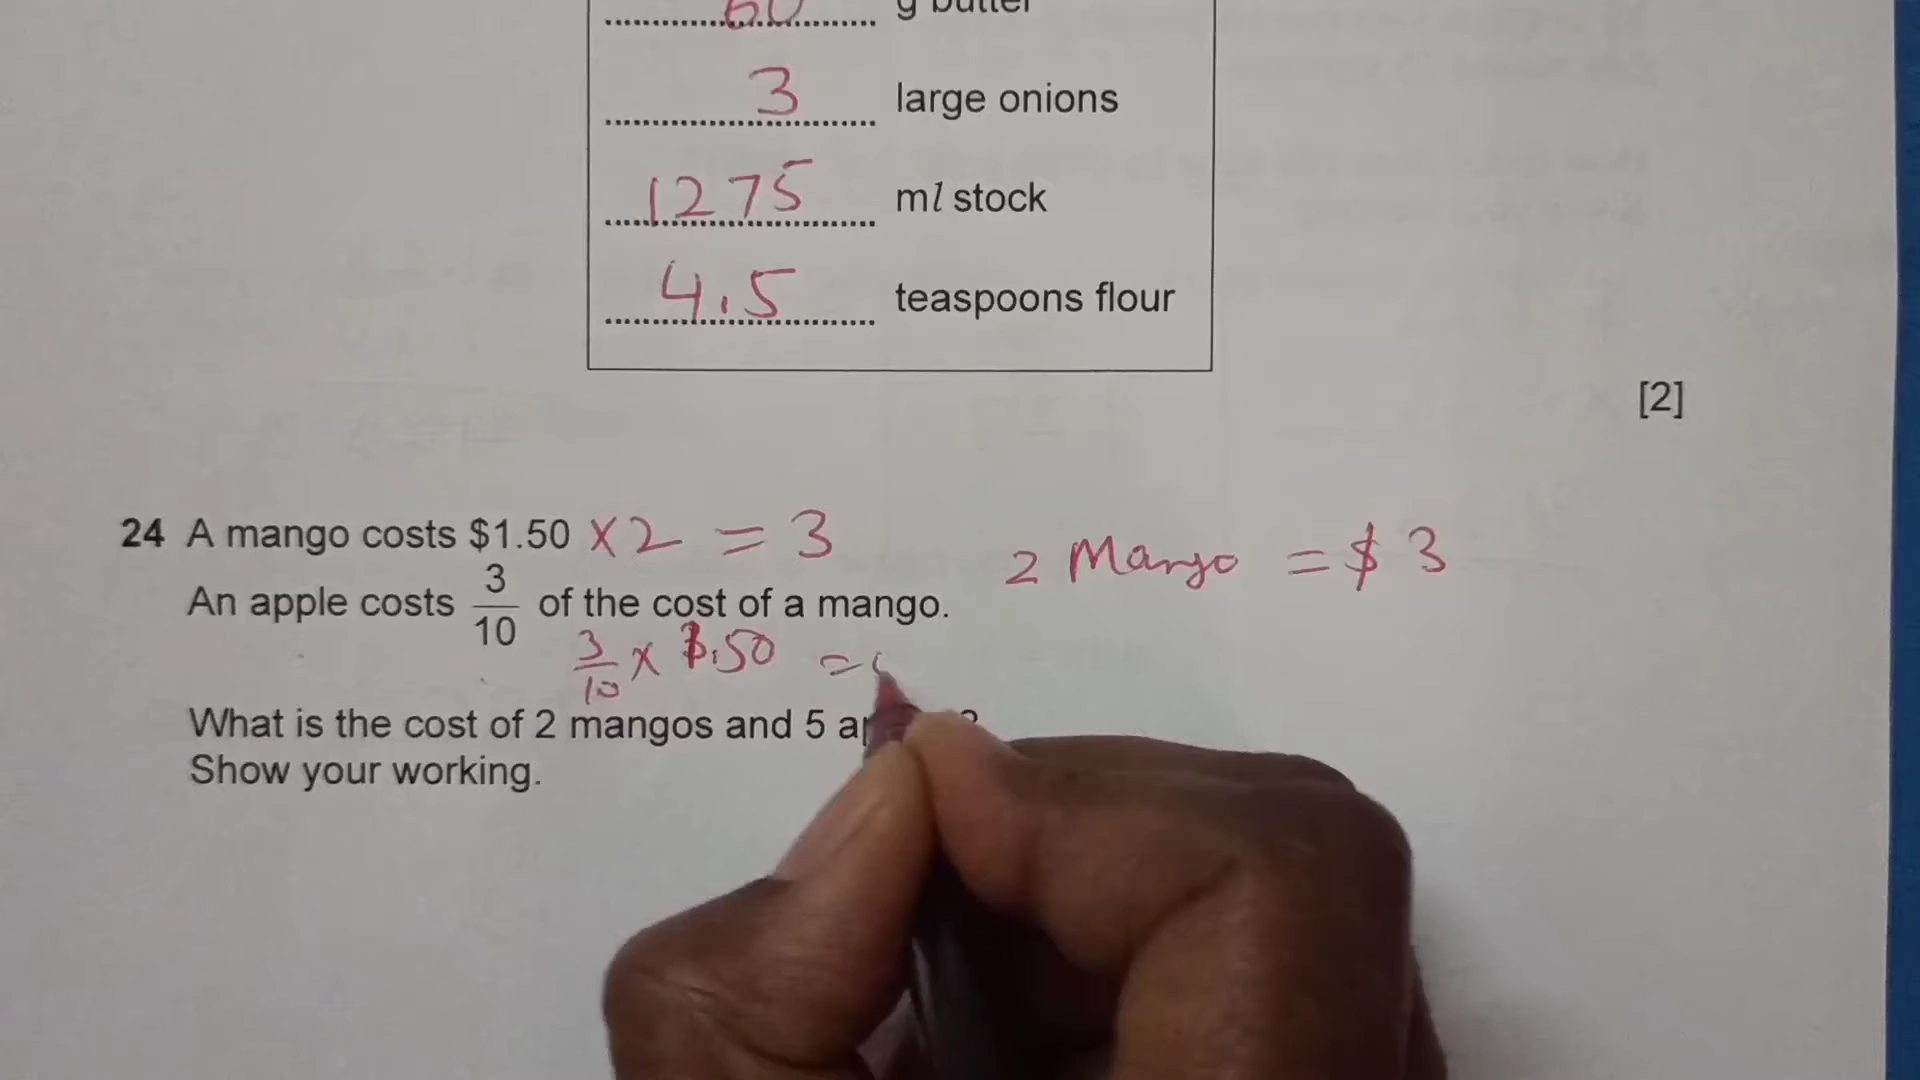 60 g butter
3 large onions
1275 ml stock
4.5 teaspoons flour
[2]
24 A mango costs $1.50 × 2 = 3
2 Mango = $ 3
An apple costs 3/10 of the cost of a mango.
3/10 × 1.50 =
What is the cost of 2 mangos and 5
Show your working.